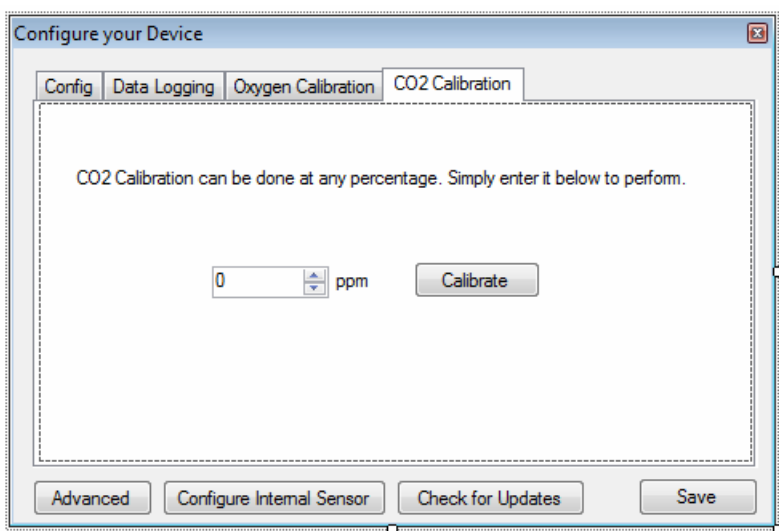 Configure your Device
Config Data Logging Oxygen Calibration CO2 Calibration
CO2 Calibration can be done at any percentage. Simply enter it below to perform.
0 ppm Calibrate
Advanced Configure Internal Sensor Check for Updates Save